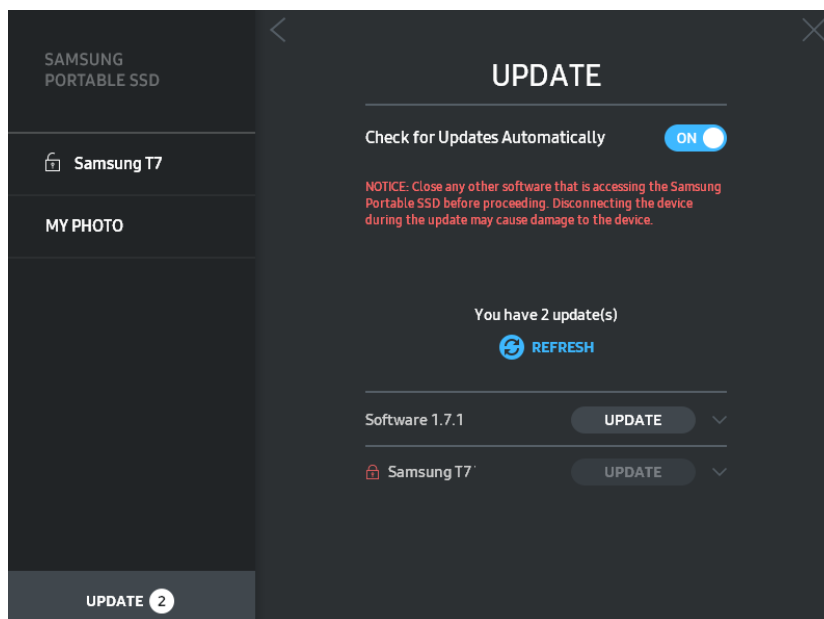 SAMSUNG
PORTABLE SSD
Samsung T7
MY PHOTO
UPDATE 2
UPDATE
Check for Updates Automatically
ON
NOTICE: Close any other software that is accessing the Samsung
Portable SSD before proceeding. Disconnecting the device
during the update may cause damage to the device.
You have 2 update(s)
REFRESH
Software 1.7.1
UPDATE
Samsung T7
UPDATE